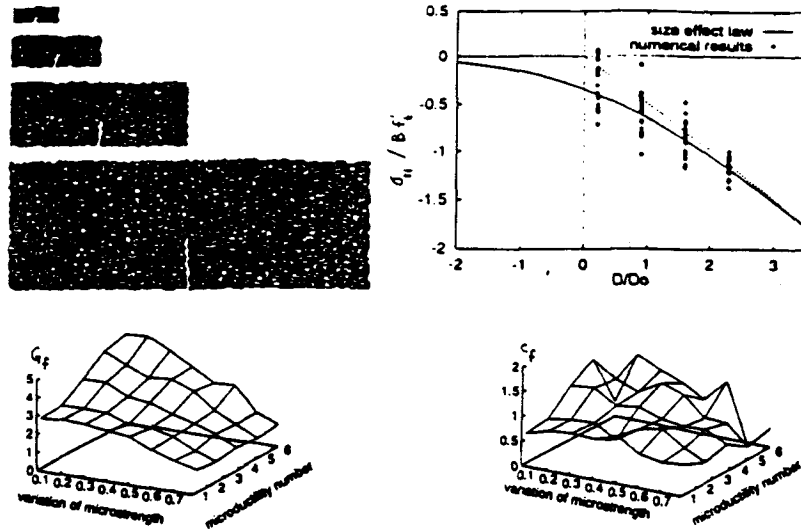 0.5
0
-0.5
-1
-1.5
-2
-2 -1 0 1 2 3
size effect law
numerical results
σN / B f't
D/Do
Gf
5
4
3
2
1
0
0.1 0.2 0.3 0.4 0.5 0.6 0.7
variation of microstrength
1 2 3 4 5 6
microductility number
cf
2
1.5
1
0.5
0
0.1 0.2 0.3 0.4 0.5 0.6 0.7
variation of microstrength
1 2 3 4 5 6
microductility number